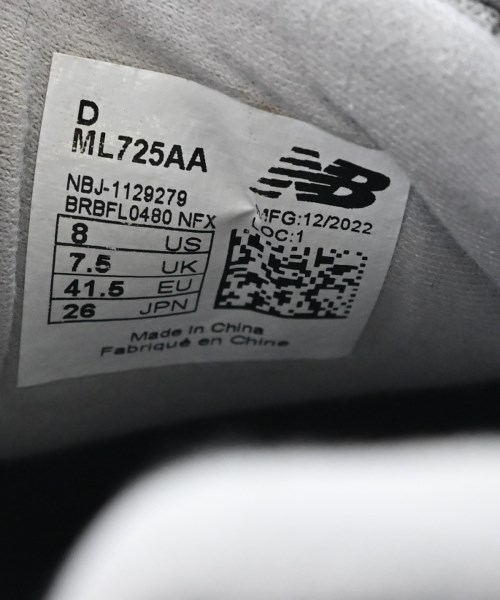 D
ML725AA
NBJ-1129279
BRBFL0480 NFX
8 US
7.5 UK
41.5 EU
26 JPN
NB
MFG:12/2022
LOC:1
Made in China
Fabriqué en Chine